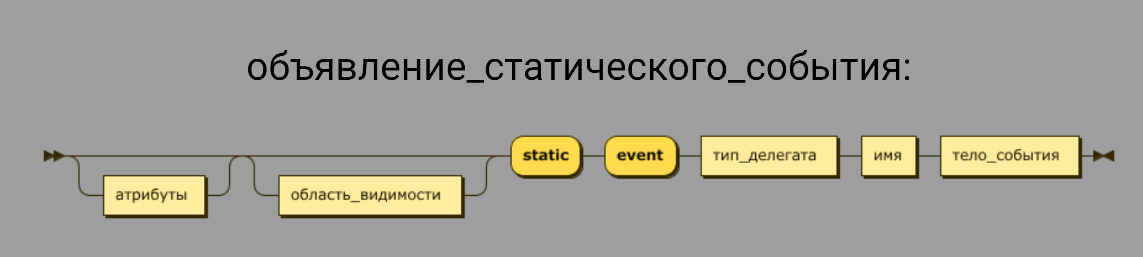 объявление_статического_события:
static event тип_делегата имя тело_события
атрибуты область_видимости